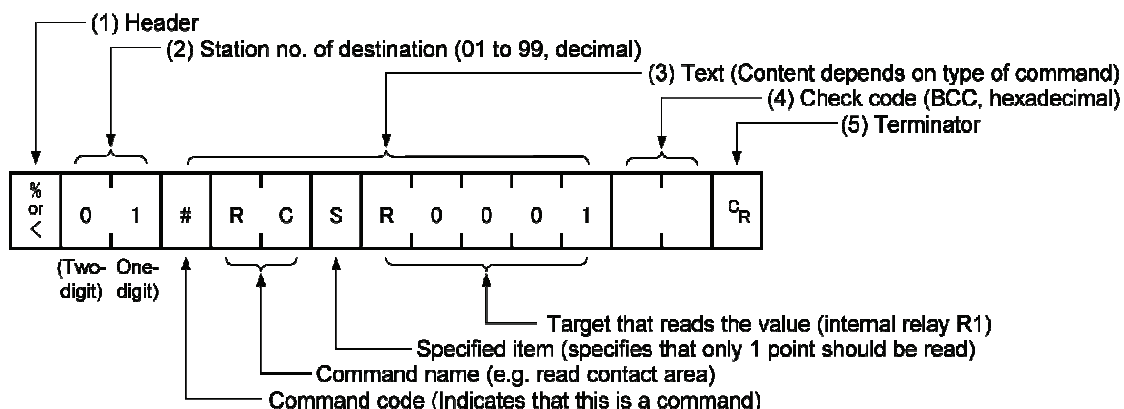 (1) Header
(2) Station no. of destination (01 to 99, decimal)
(3) Text (Content depends on type of command)
(4) Check code (BCC, hexadecimal)
(5) Terminator
% or < 0 1 # R C S R 0 0 0 1 CR
(Two-digit) One-digit)
Target that reads the value (internal relay R1)
Specified item (specifies that only 1 point should be read)
Command name (e.g. read contact area)
Command code (Indicates that this is a command)